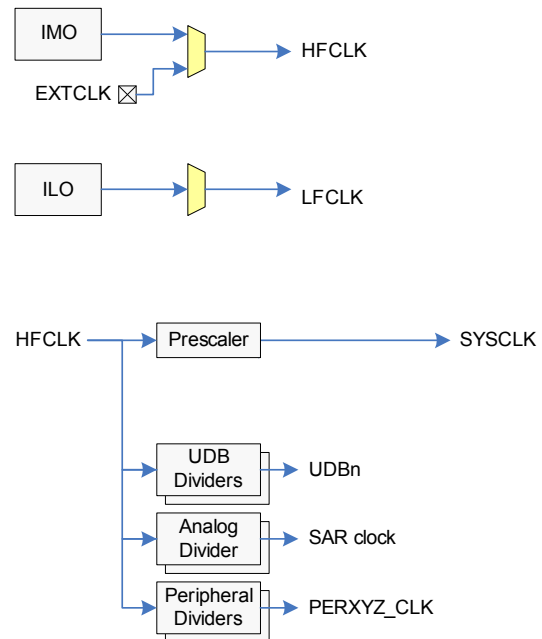 IMO
HFCLK
EXTCLK
ILO
LFCLK
HFCLK
Prescaler
SYSCLK
UDB
Dividers
UDBn
Analog
Divider
SAR clock
Peripheral
Dividers
PERXYZ_CLK